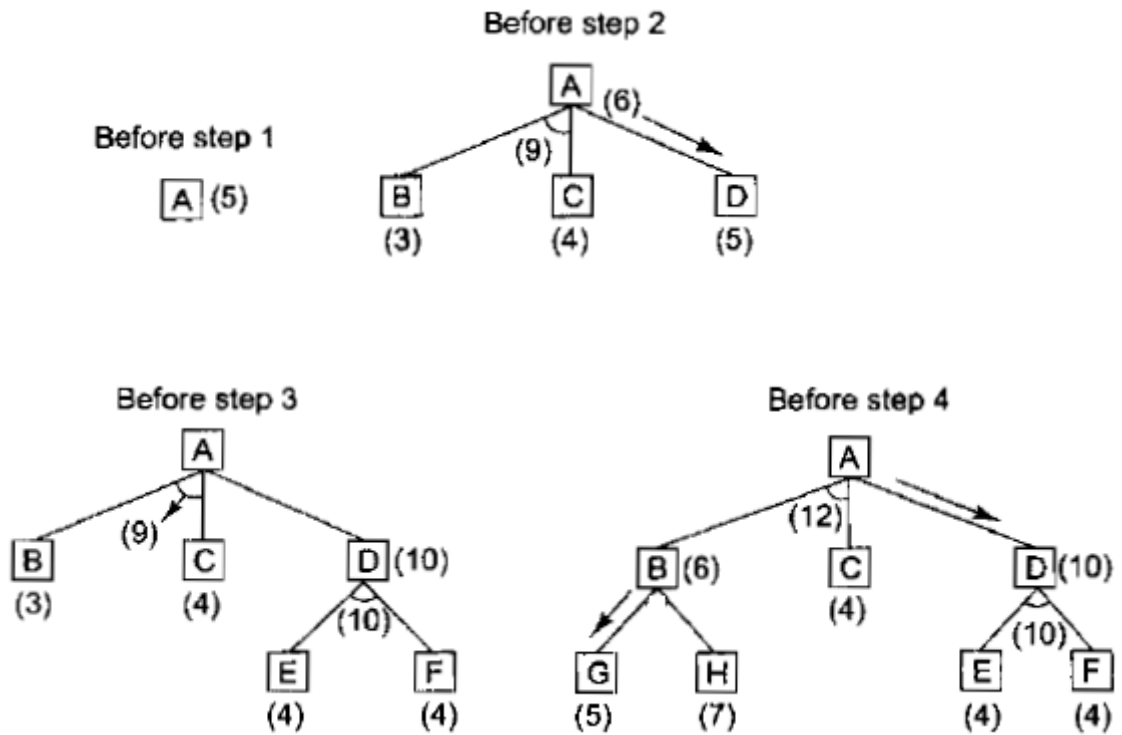 Before step 1
A (5)
Before step 2
A
(6)
(9)
B C D
(3) (4) (5)
Before step 3
A
(9)
B C D (10)
(3) (4) (10)
E F
(4) (4)
Before step 4
A
(12)
B (6) C D (10)
(4) (10)
G H E F
(5) (7) (4) (4)